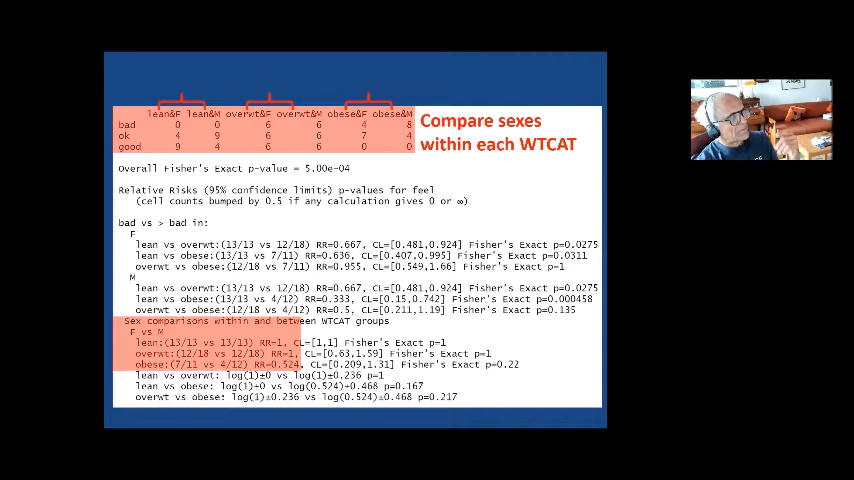 lean&F lean&M overwt&F overwt&M obese&F obese&M
bad 0 0 6 6 4 8
ok 4 9 6 6 7 4
good 9 4 6 6 0 0
Compare sexes
within each WTCAT
Overall Fisher's Exact p-value = 5.00e-04
Relative Risks (95% confidence limits) p-values for feel
(cell counts bumped by 0.5 if any calculation gives 0 or ∞)
bad vs > bad in:
F
lean vs overwt:(13/13 vs 12/18) RR=0.667, CL=[0.481,0.924] Fisher's Exact p=0.0275
lean vs obese:(13/13 vs 7/11) RR=0.636, CL=[0.407,0.995] Fisher's Exact p=0.0311
overwt vs obese:(12/18 vs 7/11) RR=0.955, CL=[0.549,1.66] Fisher's Exact p=1
M
lean vs overwt:(13/13 vs 12/18) RR=0.667, CL=[0.481,0.924] Fisher's Exact p=0.0275
lean vs obese:(13/13 vs 4/12) RR=0.333, CL=[0.15,0.742] Fisher's Exact p=0.000458
overwt vs obese:(12/18 vs 4/12) RR=0.5, CL=[0.211,1.19] Fisher's Exact p=0.135
Sex comparisons within and between WTCAT groups
F vs M
lean:(13/13 vs 13/13) RR=1, CL=[1,1] Fisher's Exact p=1
overwt:(12/18 vs 12/18) RR=1, CL=[0.63,1.59] Fisher's Exact p=1
obese:(7/11 vs 4/12) RR=0.524, CL=[0.209,1.31] Fisher's Exact p=0.22
lean vs overwt: log(1)±0 vs log(1)±0.236 p=1
lean vs obese: log(1)±0 vs log(0.524)±0.468 p=0.167
overwt vs obese: log(1)±0.236 vs log(0.524)±0.468 p=0.217